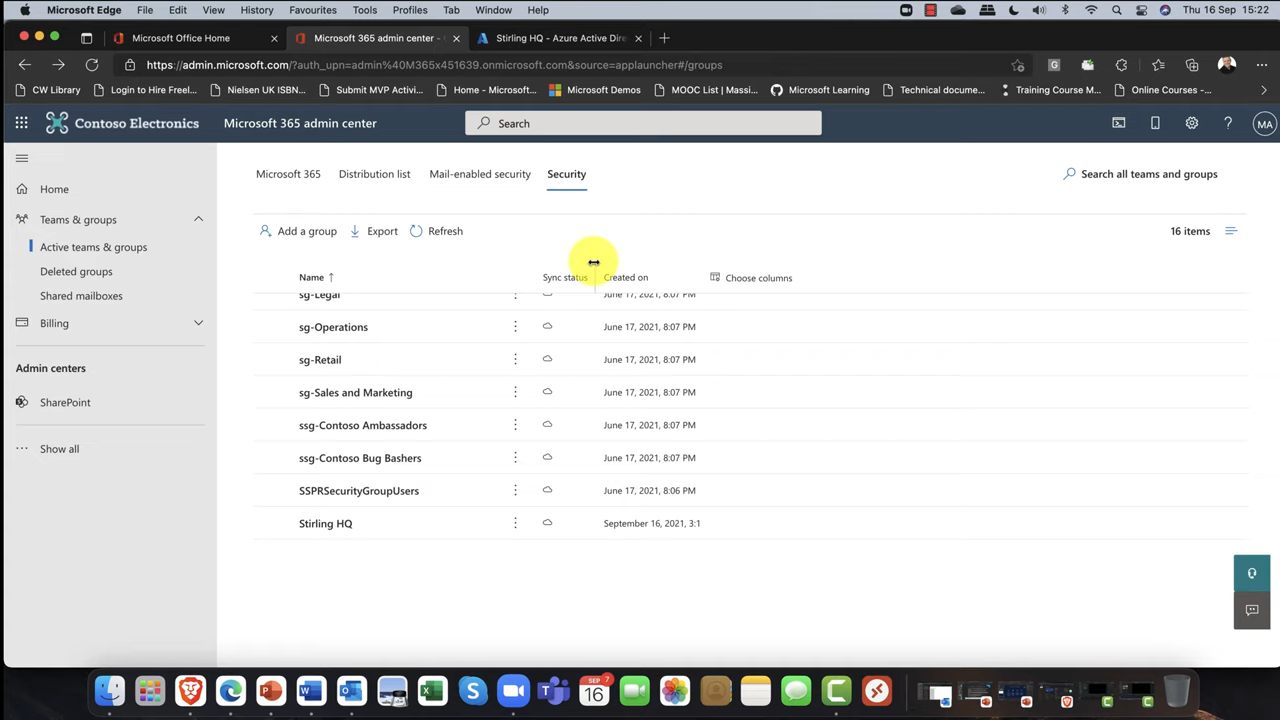 Microsoft Edge File Edit View History Favourites Tools Profiles Tab Window Help Thu 16 Sep 15:22
Microsoft Office Home Microsoft 365 admin center - Stirling HQ - Azure Active Dire
https://admin.microsoft.com/?auth_upn=admin%40M365x451639.onmicrosoft.com&source=applauncher#/groups
CW Library Login to Hire Freel... Nielsen UK ISBN... Submit MVP Activiti... Home - Microsoft... Microsoft Demos MOOC List | Massi... Microsoft Learning Technical docume... Training Course M... Online Courses -...
Contoso Electronics Microsoft 365 admin center Search MA
Microsoft 365 Distribution list Mail-enabled security Security Search all teams and groups
Home
Teams & groups
Active teams & groups
Deleted groups
Shared mailboxes
Billing
Admin centers
SharePoint
Show all
Add a group Export Refresh 16 items
Name ↑ Sync status Created on Choose columns
sg-Legal June 17, 2021, 8:07 PM
sg-Operations June 17, 2021, 8:07 PM
sg-Retail June 17, 2021, 8:07 PM
sg-Sales and Marketing June 17, 2021, 8:07 PM
ssg-Contoso Ambassadors June 17, 2021, 8:07 PM
ssg-Contoso Bug Bashers June 17, 2021, 8:07 PM
SSPRSecurityGroupUsers June 17, 2021, 8:06 PM
Stirling HQ September 16, 2021, 3:1
SEP 7
16